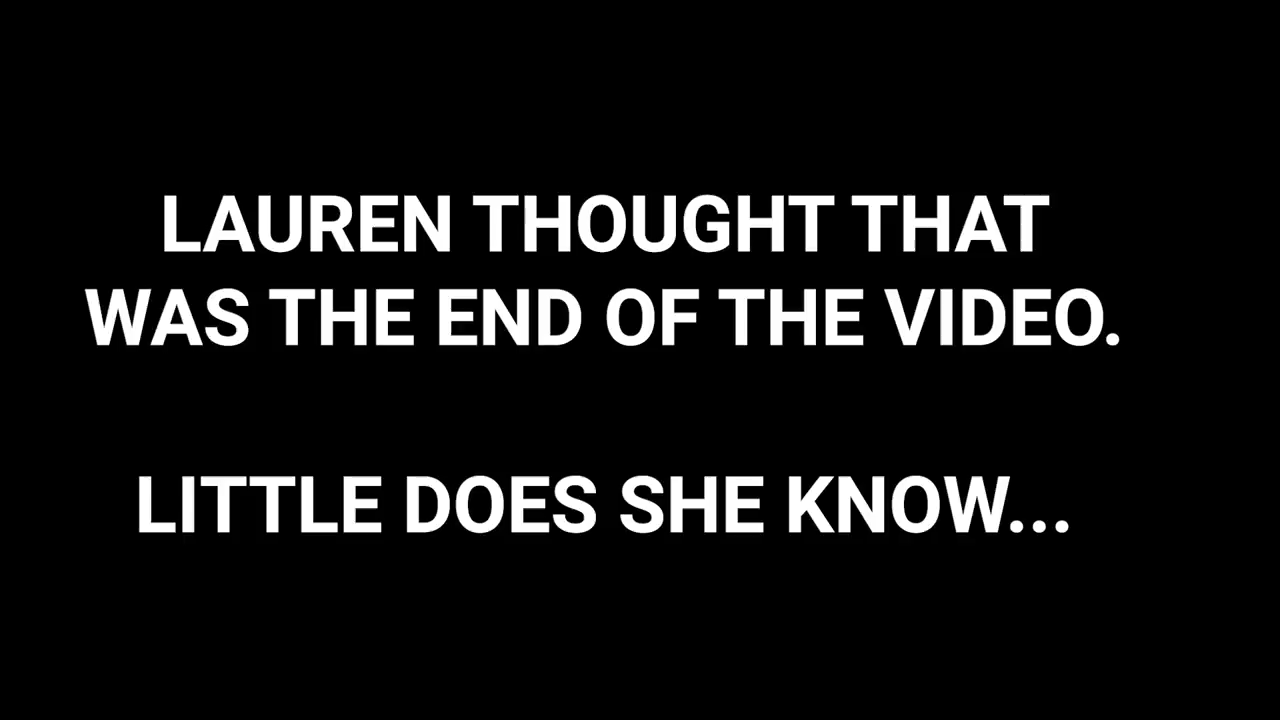 LAUREN THOUGHT THAT
WAS THE END OF THE VIDEO.
LITTLE DOES SHE KNOW...